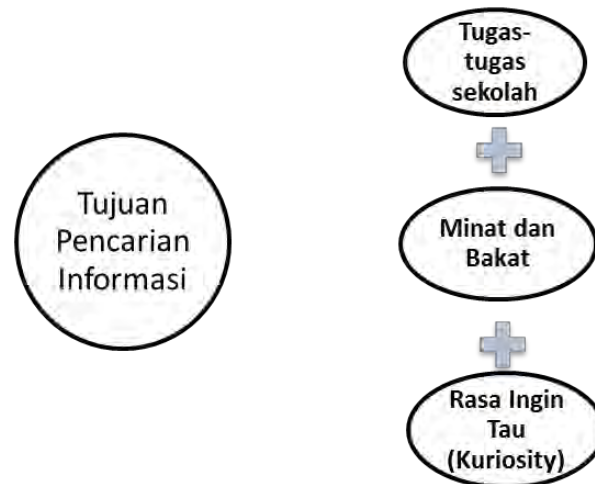 Tujuan
Pencarian
Informasi
Tugas-
tugas
sekolah
Minat dan
Bakat
Rasa Ingin
Tau
(Kuriosity)